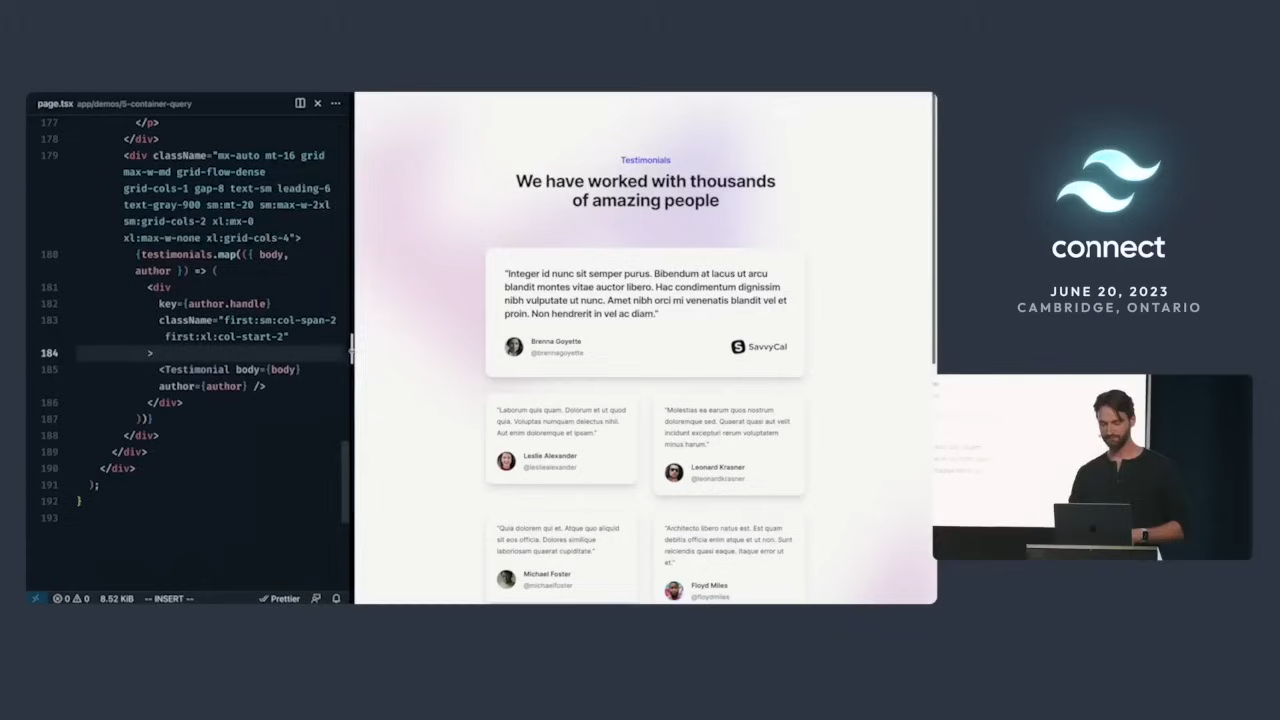 page.tsx app/demos/5-container-query
177 </p>
178 </div>
179 <div className="mx-auto mt-16 grid
max-w-md grid-flow-dense
grid-cols-1 gap-8 text-sm leading-6
text-gray-900 sm:mt-20 sm:max-w-2xl
sm:grid-cols-2 xl:mx-0
xl:max-w-none xl:grid-cols-4">
180 {testimonials.map(({ body,
author }) => (
181 <div
182 key={author.handle}
183 className="first:sm:col-span-2
first:xl:col-start-2"
184 >
185 <Testimonial body={body}
author={author} />
186 </div>
187 ))}
188 </div>
189 </div>
190 </div>
191 );
192 }
193
0 0 8.52 KiB -- INSERT -- Prettier
Testimonials
We have worked with thousands
of amazing people
"Integer id nunc sit semper purus. Bibendum at lacus ut arcu
blandit montes vitae auctor libero. Hac condimentum dignissim
nibh vulputate ut nunc. Amet nibh orci mi venenatis blandit vel et
proin. Non hendrerit in vel ac diam."
Brenna Goyette
@brennagoyette
SavvyCal
"Laborum quis quam. Dolorum et ut quod
quia. Voluptas numquam delectus nihil.
Aut enim doloremque et ipsam."
Leslie Alexander
@lesliealexander
"Molestias ea earum quos nostrum
doloremque sed. Quaerat quasi aut velit
incidunt excepturi rerum voluptatem
minus harum."
Leonard Krasner
@leonardkrasner
"Quia dolorem qui et. Atque quo aliquid
sit eos officia. Dolores similique
laboriosam quaerat cupiditate."
Michael Foster
@michaelfoster
"Architecto libero natus est. Est quam
debitis officia enim atque et ut non. Sunt
reiciendis quasi eaque. Itaque error ut
et."
Floyd Miles
@floydmiles
connect
JUNE 20, 2023
CAMBRIDGE, ONTARIO